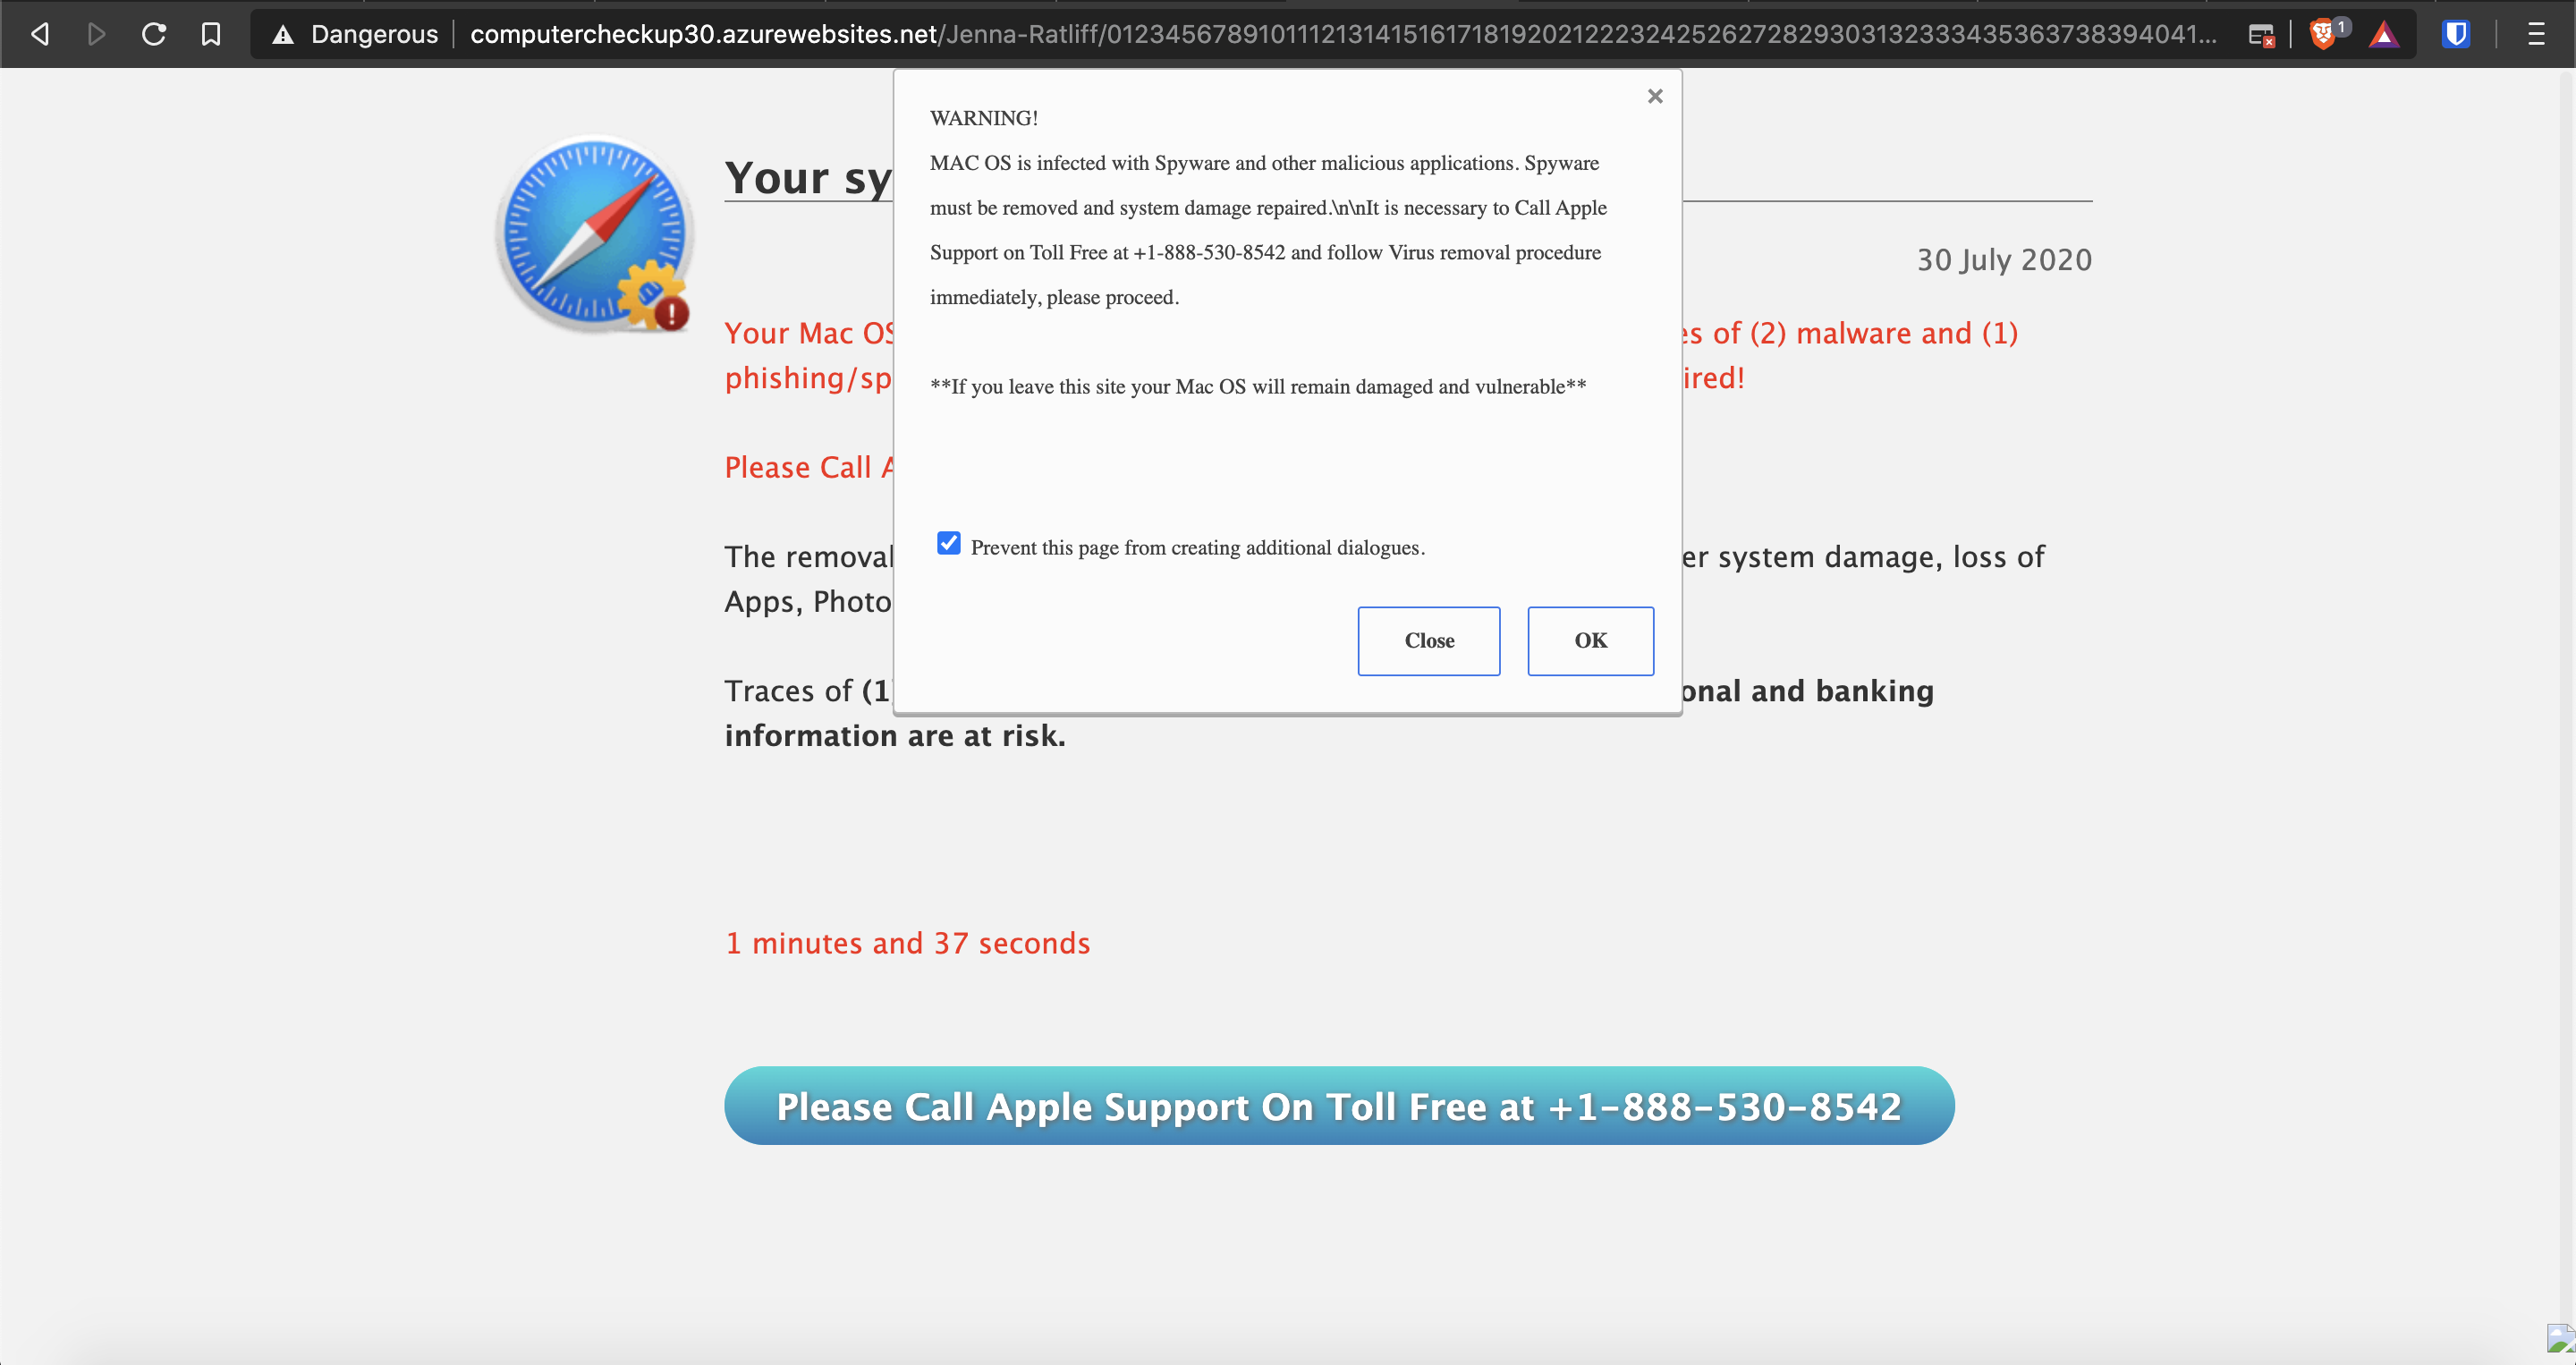 Dangerous computercheckup30.azurewebsites.net/Jenna-Ratliff/01234567891011121314151617181920212223242526272829303132333435363738394041...
1
WARNING!
MAC OS is infected with Spyware and other malicious applications. Spyware
must be removed and system damage repaired.\n\nIt is necessary to Call Apple
Support on Toll Free at +1-888-530-8542 and follow Virus removal procedure
immediately, please proceed.
**If you leave this site your Mac OS will remain damaged and vulnerable**
Prevent this page from creating additional dialogues.
Close OK
Your sy
30 July 2020
Your Mac OS es of (2) malware and (1)
phishing/sp ired!
Please Call A
The removal er system damage, loss of
Apps, Photo
Traces of (1 onal and banking
information are at risk.
1 minutes and 37 seconds
Please Call Apple Support On Toll Free at +1-888-530-8542